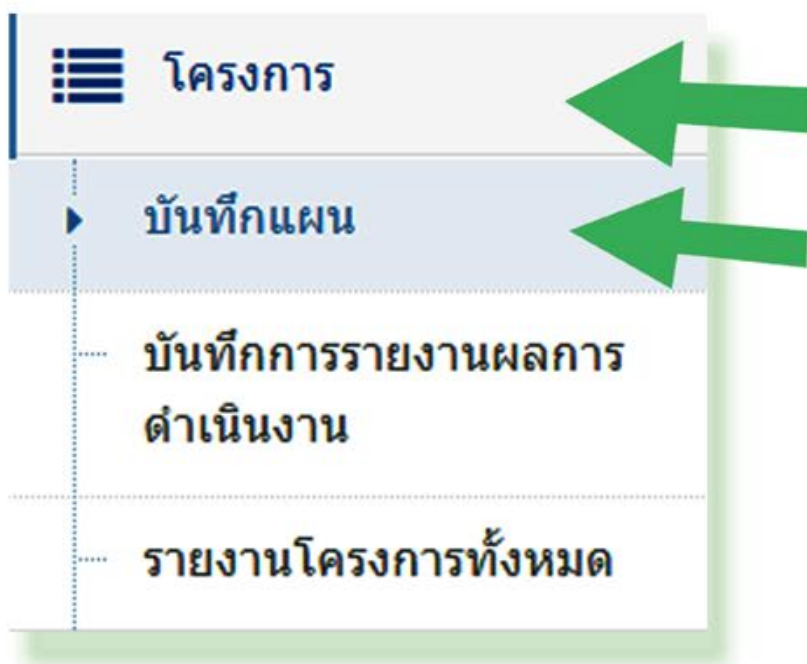 โครงการ
บันทึกแผน
บันทึกการรายงานผลการ
ดำเนินงาน
รายงานโครงการทั้งหมด